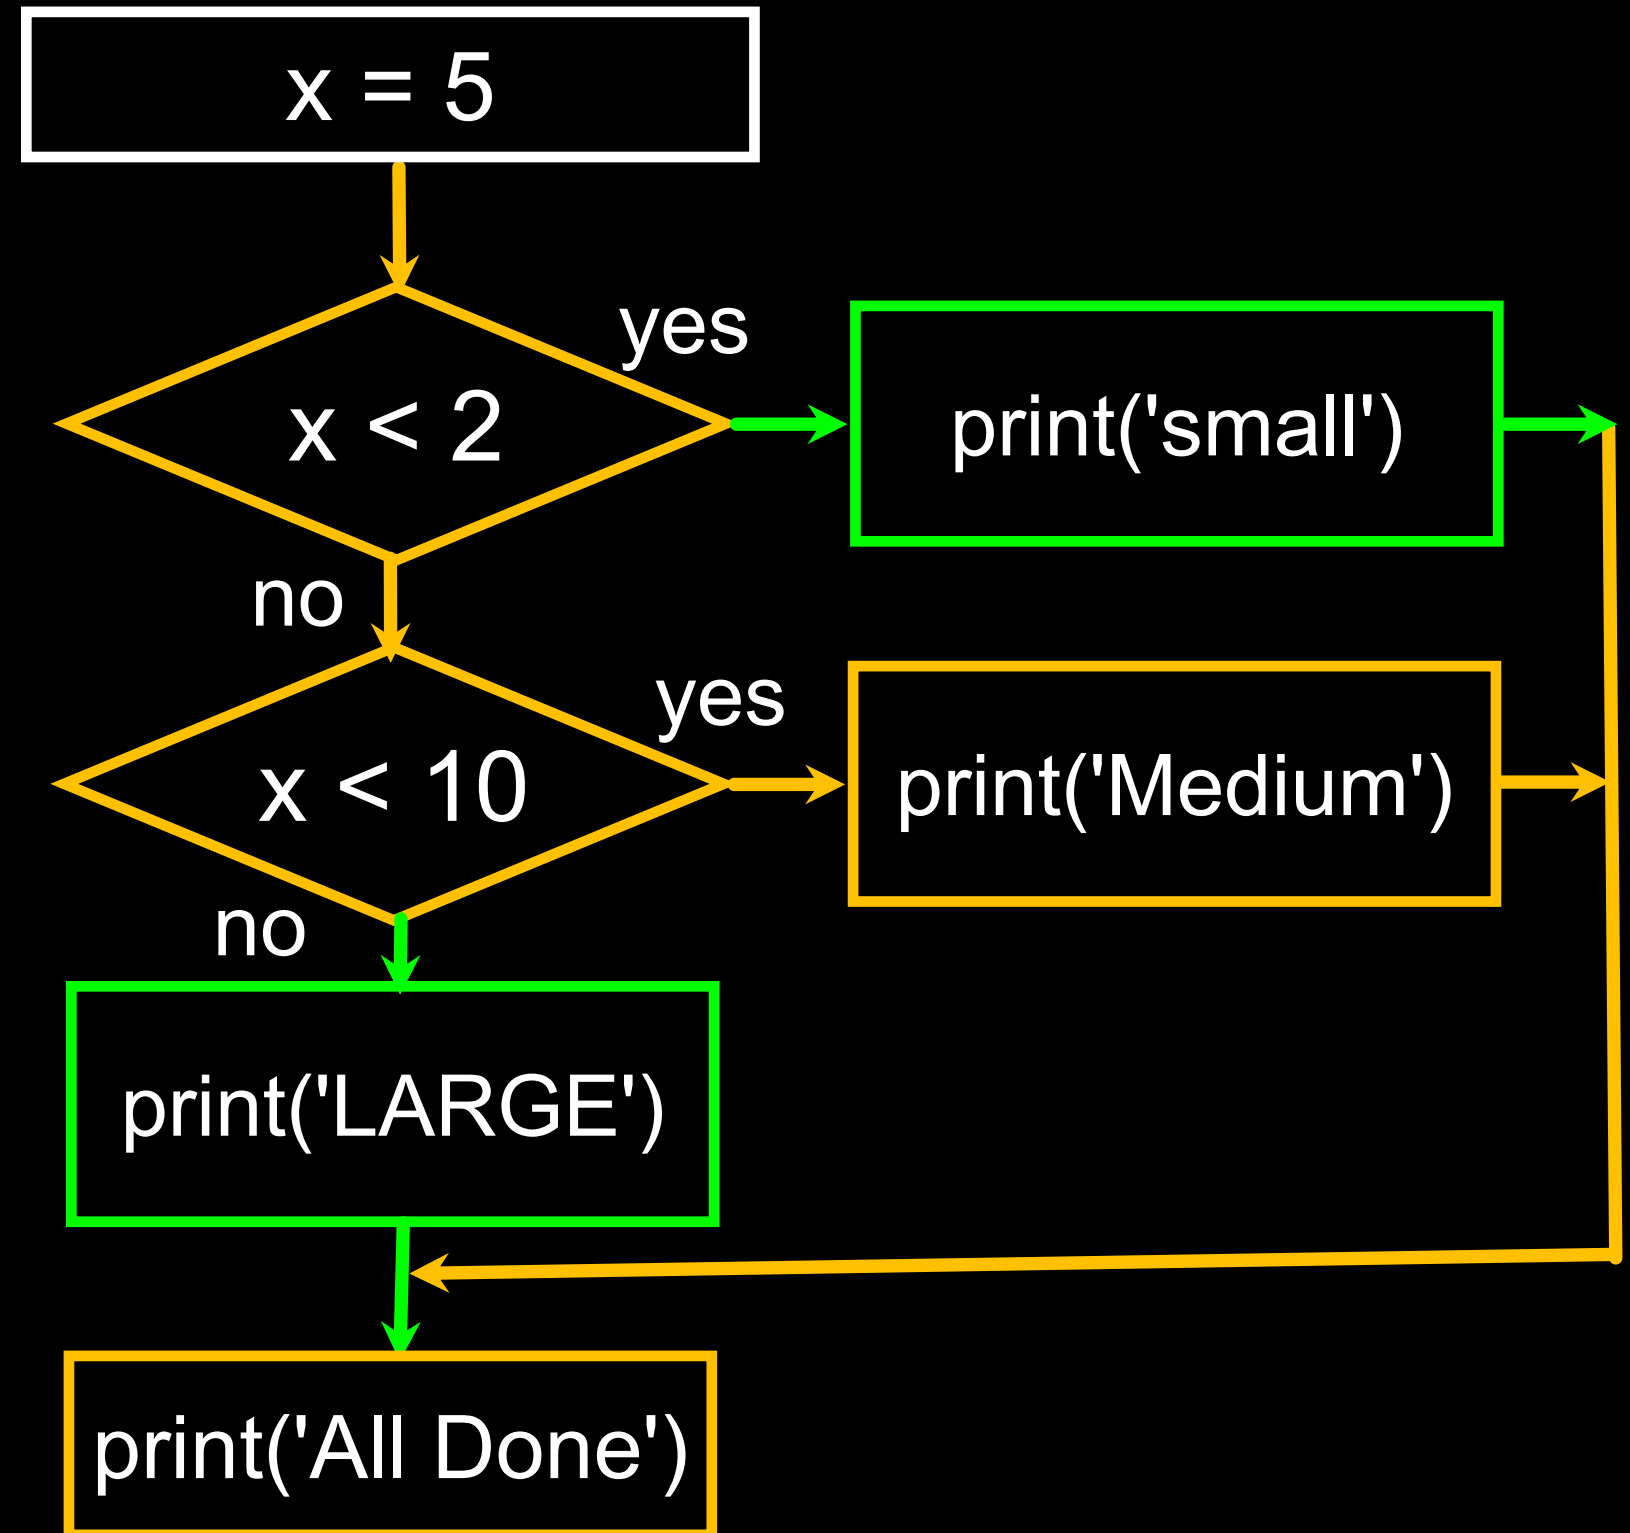 x = 5
yes
x < 2
print('small')
no
yes
x < 10
print('Medium')
no
print('LARGE')
print('All Done')